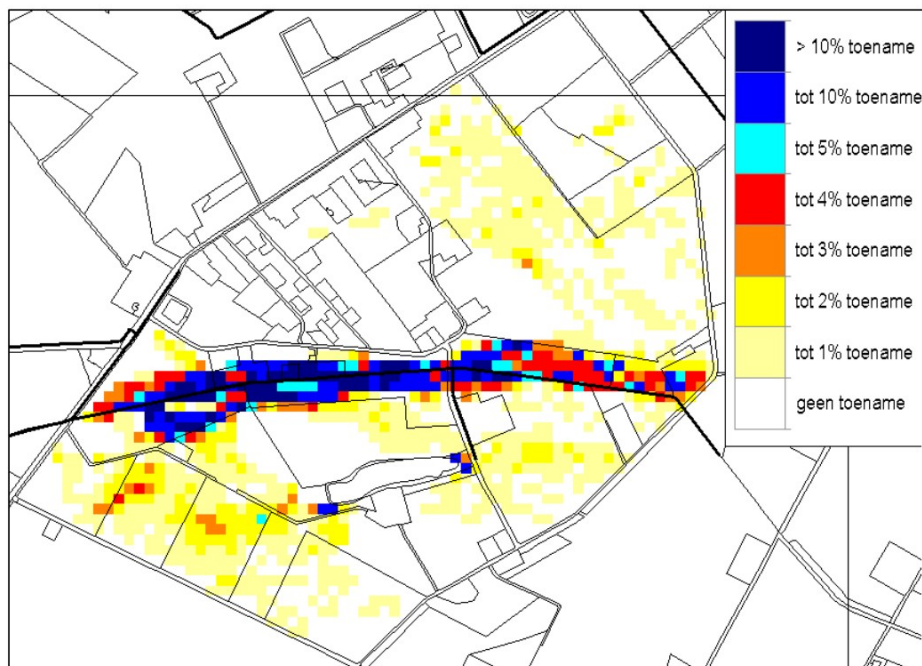 > 10% toename
tot 10% toename
tot 5% toename
tot 4% toename
tot 3% toename
tot 2% toename
tot 1% toename
geen toename